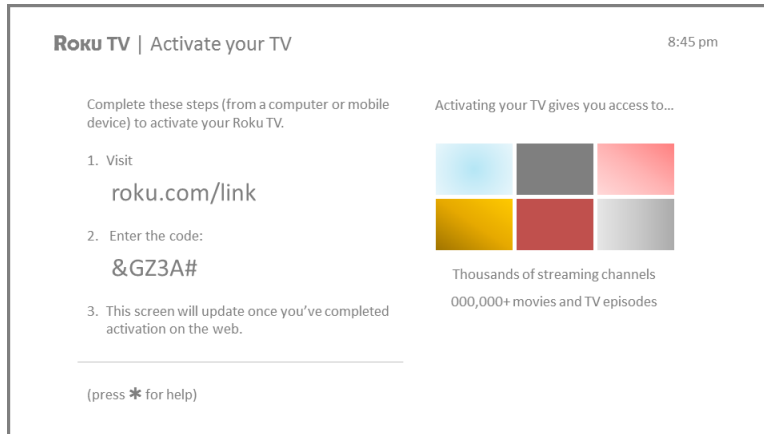 ROKU TV | Activate your TV
8:45 pm
Complete these steps (from a computer or mobile
device) to activate your Roku TV.
1. Visit
roku.com/link
2. Enter the code:
&GZ3A#
3. This screen will update once you’ve completed
activation on the web.
(press ✱ for help)
Activating your TV gives you access to...
Thousands of streaming channels
000,000+ movies and TV episodes